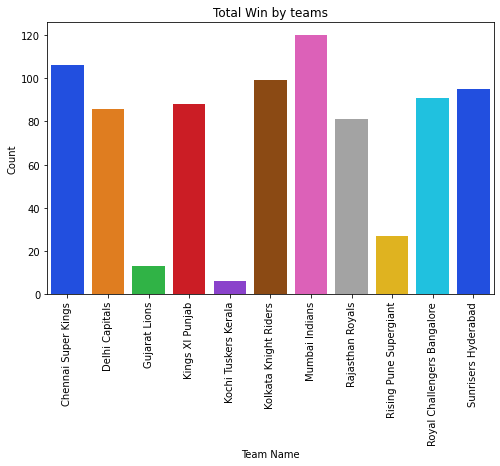 Total Win by teams
Count
120
100
80
60
40
20
0
Chennai Super Kings
Delhi Capitals
Gujarat Lions
Kings XI Punjab
Kochi Tuskers Kerala
Kolkata Knight Riders
Mumbai Indians
Rajasthan Royals
Rising Pune Supergiant
Royal Challengers Bangalore
Sunrisers Hyderabad
Team Name